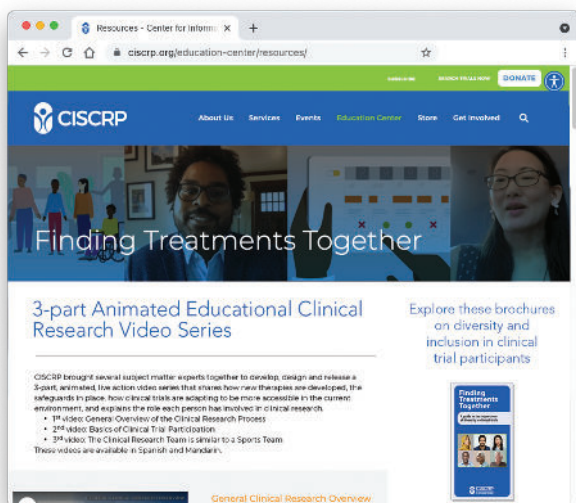 Resources - Center for Inform
ciscrp.org/education-center/resources/
SEARCH TRIALS NOW
DONATE
CISCRP
About Us Services Events Education Center Store Get Involved
Finding Treatments Together
3-part Animated Educational Clinical
Research Video Series
CISCRP brought several subject matter experts together to develop, design and release a
3-part, animated, live action video series that shares how new therapies are developed, the
safeguards in place, how clinical trials are adapting to be more accessible in the current
environment, and explains the role each person has involved in clinical research.
• 1st video: General Overview of the Clinical Research Process
• 2nd video: Basics of Clinical Trial Participation
• 3rd video: The Clinical Research Team is similar to a Sports Team
These videos are available in Spanish and Mandarin.
General Clinical Research Overview
Explore these brochures
on diversity and
inclusion in clinical
trial participants
Finding
Treatments
Together
CISCRP